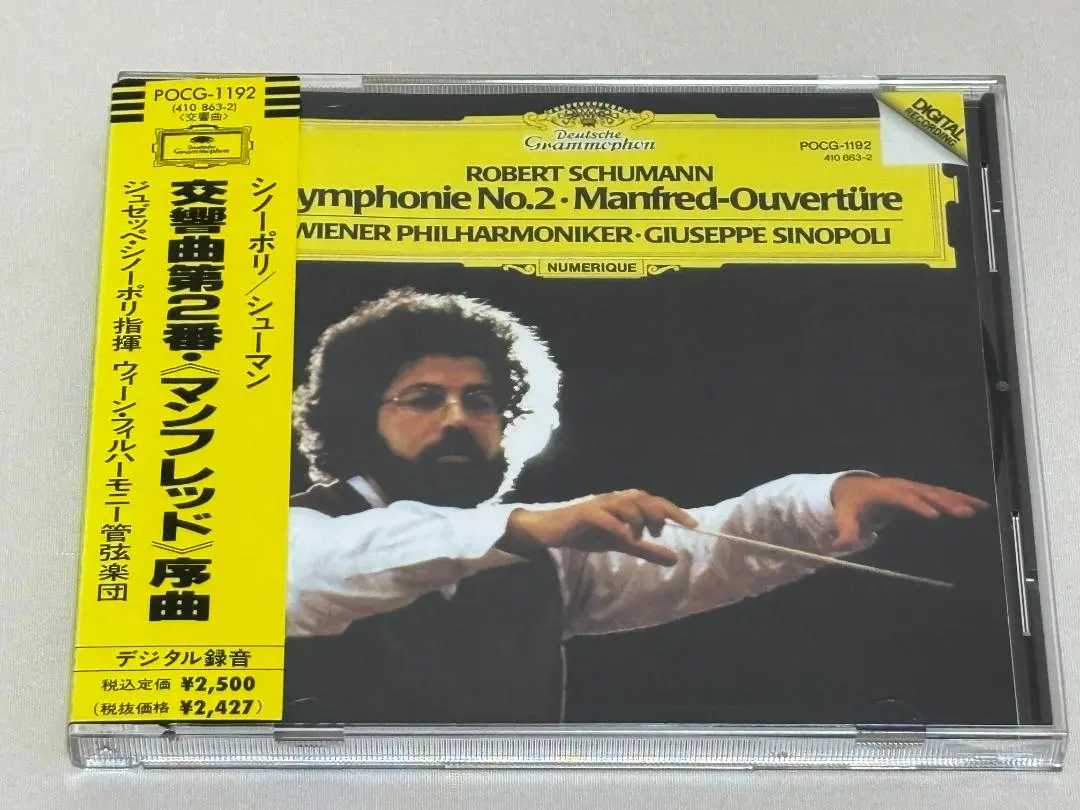 POCG-1192
(410 863-2)
〈交響曲〉
Deutsche
Grammophon
シノーポリ/シューマン
交響曲第2番・《マンフレッド》序曲
ジュゼッペ・シノーポリ指揮 ウィーン・フィルハーモニー管弦楽団
デジタル録音
税込定価 ¥2,500
(税抜価格 ¥2,427)
Deutsche
Grammophon
DIGITAL
RECORDING
POCG-1192
410 863-2
ROBERT SCHUMANN
ymphonie No.2・Manfred-Ouvertüre
WIENER PHILHARMONIKER・GIUSEPPE SINOPOLI
NUMERIQUE